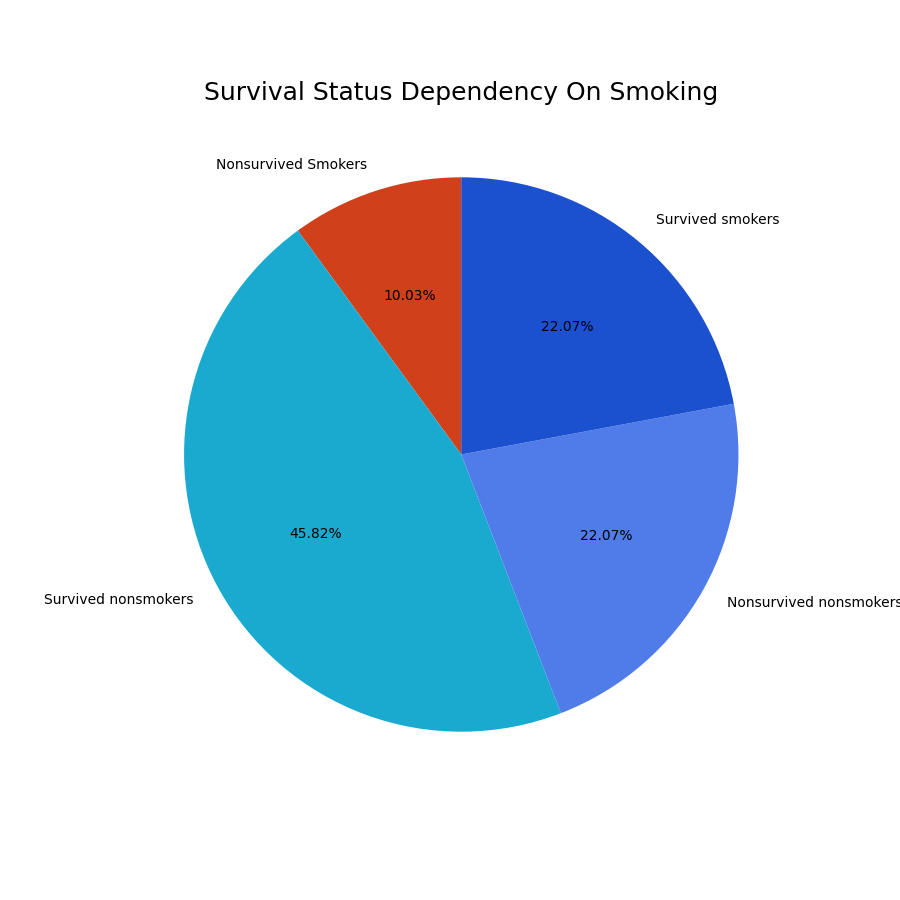 Survival Status Dependency On Smoking
Nonsurvived Smokers
Survived smokers
10.03%
22.07%
45.82%
22.07%
Survived nonsmokers
Nonsurvived nonsmokers